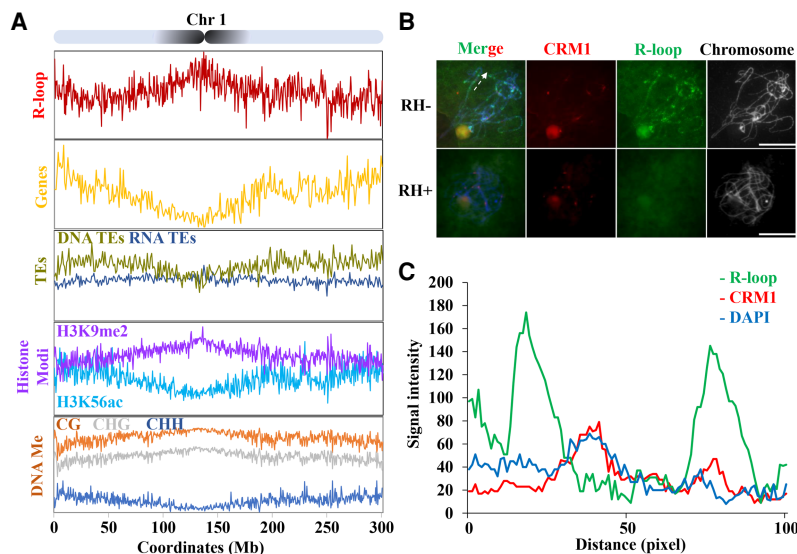 A
Chr 1
R-loop
Genes
TEs
DNA TEs RNA TEs
Histone
Modi
H3K9me2
H3K56ac
DNA Me
CG CHG CHH
0 50 100 150 200 250 300
Coordinates (Mb)
B
Merge CRM1 R-loop Chromosome
RH-
RH+
C
200
180
160
140
120
100
80
60
40
20
0
Signal intensity
- R-loop
- CRM1
- DAPI
50 100
Distance (pixel)